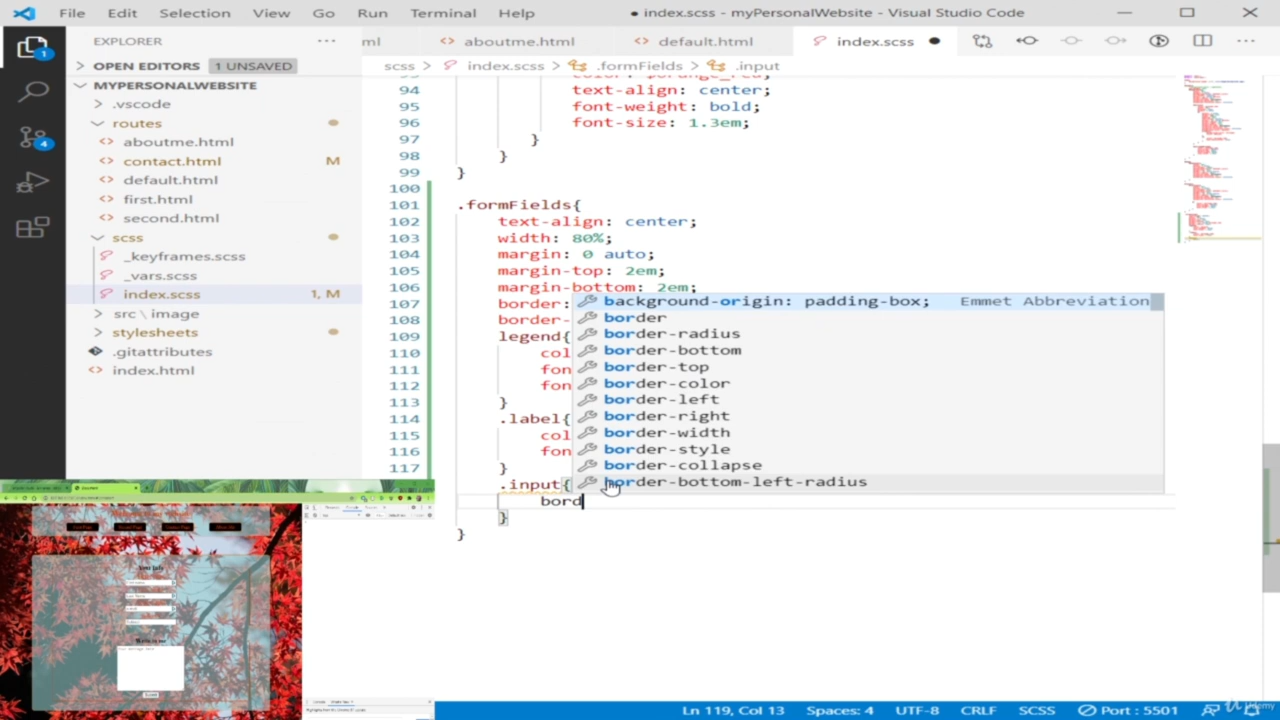 File Edit Selection View Go Run Terminal Help
● index.scss - myPersonalWebsite - Visual Studio Code
EXPLORER
ml aboutme.html default.html index.scss ●
OPEN EDITORS 1 UNSAVED
scss > index.scss > .formFields > .input
MYPERSONALWEBSITE
.vscode
routes
aboutme.html
contact.html M
default.html
first.html
second.html
scss
_keyframes.scss
_vars.scss
index.scss 1, M
src \ image
stylesheets
.gitattributes
index.html
1
4
94 text-align: center;
95 font-weight: bold;
96 font-size: 1.3em;
97 }
98 }
99 }
100
101 .formFields{
102 text-align: center;
103 width: 80%;
104 margin: 0 auto;
105 margin-top: 2em;
106 margin-bottom: 2em;
107 border:
108 border-
109 legend{
110 col
111 fon
112 fon
113 }
114 .label{
115 col
116 fon
117 }
.input{
bord
}
}
background-origin: padding-box; Emmet Abbreviation
border
border-radius
border-bottom
border-top
border-color
border-left
border-right
border-width
border-style
border-collapse
border-bottom-left-radius
Ln 119, Col 13 Spaces: 4 UTF-8 CRLF SCSS Port : 5501
Udemy